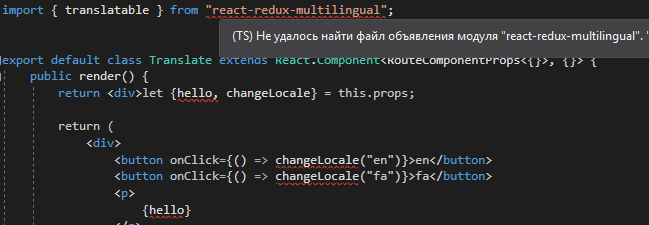 import { translatable } from "react-redux-multilingual";
(TS) Не удалось найти файл объявления модуля "react-redux-multilingual". "
export default class Translate extends React.Component<RouteComponentProps<{}>, {}> {
public render() {
return <div>let {hello, changeLocale} = this.props;
return (
<div>
<button onClick={() => changeLocale("en")}>en</button>
<button onClick={() => changeLocale("fa")}>fa</button>
<p>
{hello}